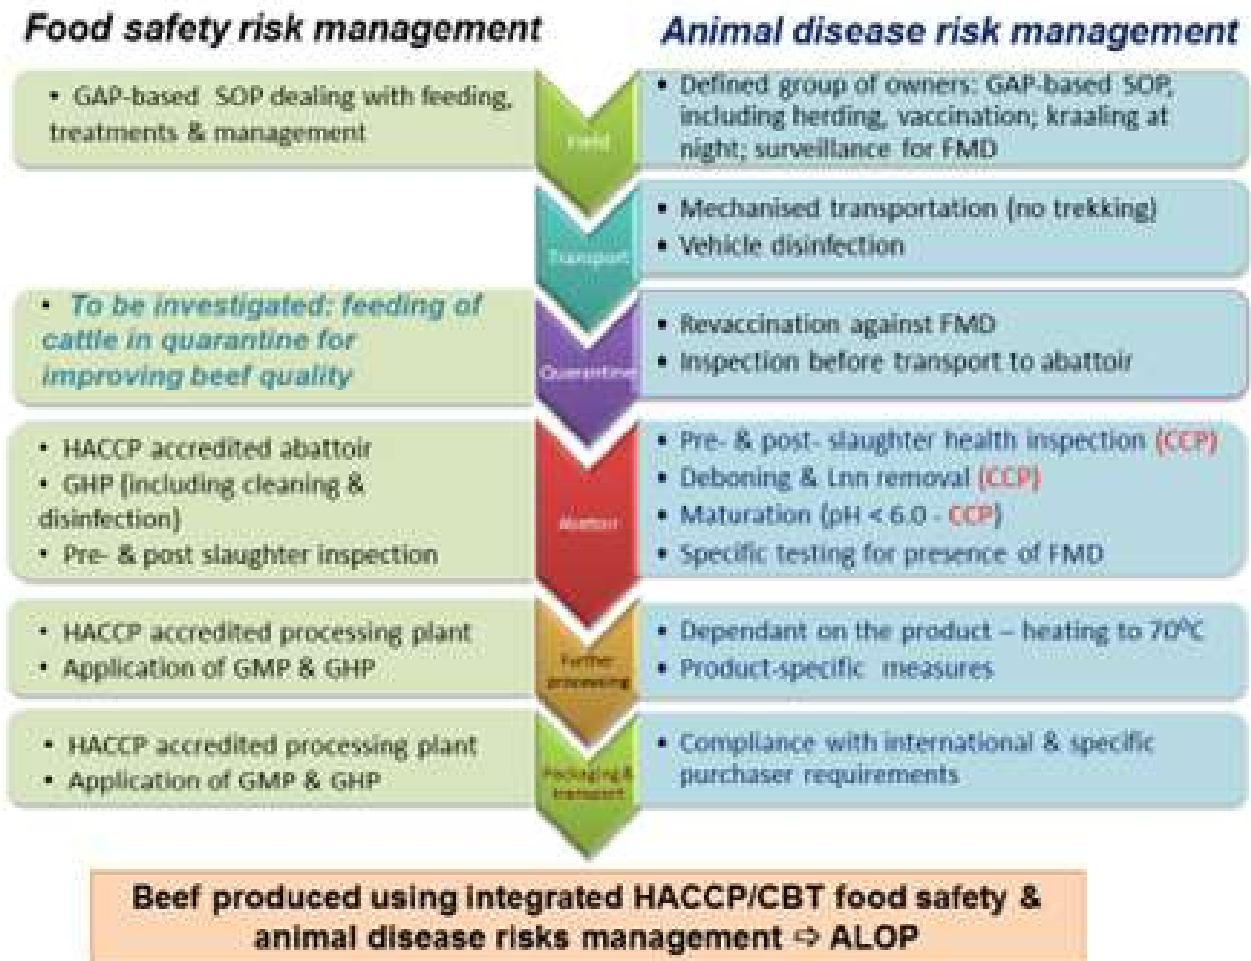 Food safety risk management
Animal disease risk management
• GAP-based SOP dealing with feeding,
treatments & management
Field
• Defined group of owners: GAP-based SOP,
including herding, vaccination; kraaling at
night; surveillance for FMD
Transport
• Mechanised transportation (no trekking)
• Vehicle disinfection
• To be investigated: feeding of
cattle in quarantine for
improving beef quality
Quarantine
• Revaccination against FMD
• Inspection before transport to abattoir
• HACCP accredited abattoir
• GHP (including cleaning &
disinfection)
• Pre- & post slaughter inspection
Abattoir
• Pre- & post- slaughter health inspection (CCP)
• Deboning & Lnn removal (CCP)
• Maturation (pH < 6.0 - CCP)
• Specific testing for presence of FMD
• HACCP accredited processing plant
• Application of GMP & GHP
Further
processing
• Dependant on the product – heating to 70⁰C
• Product-specific measures
• HACCP accredited processing plant
• Application of GMP & GHP
Packaging &
transport
• Compliance with international & specific
purchaser requirements
Beef produced using integrated HACCP/CBT food safety &
animal disease risks management ⇨ ALOP